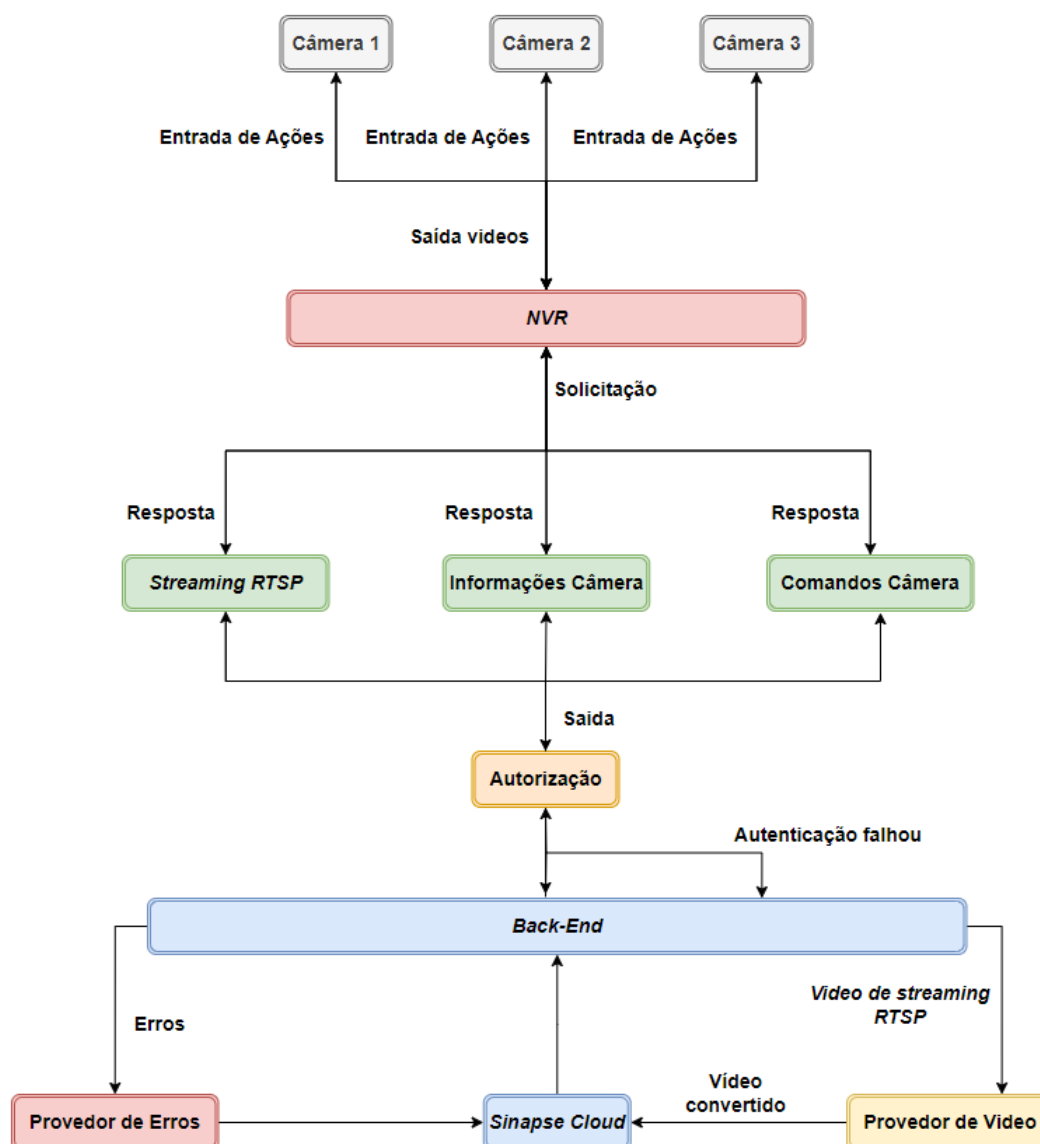 Câmera 1
Câmera 2
Câmera 3
Entrada de Ações
Entrada de Ações
Entrada de Ações
Saída videos
NVR
Solicitação
Resposta
Resposta
Resposta
Streaming RTSP
Informações Câmera
Comandos Câmera
Saida
Autorização
Autenticação falhou
Back-End
Erros
Video de streaming
RTSP
Vídeo
convertido
Provedor de Erros
Sinapse Cloud
Provedor de Video